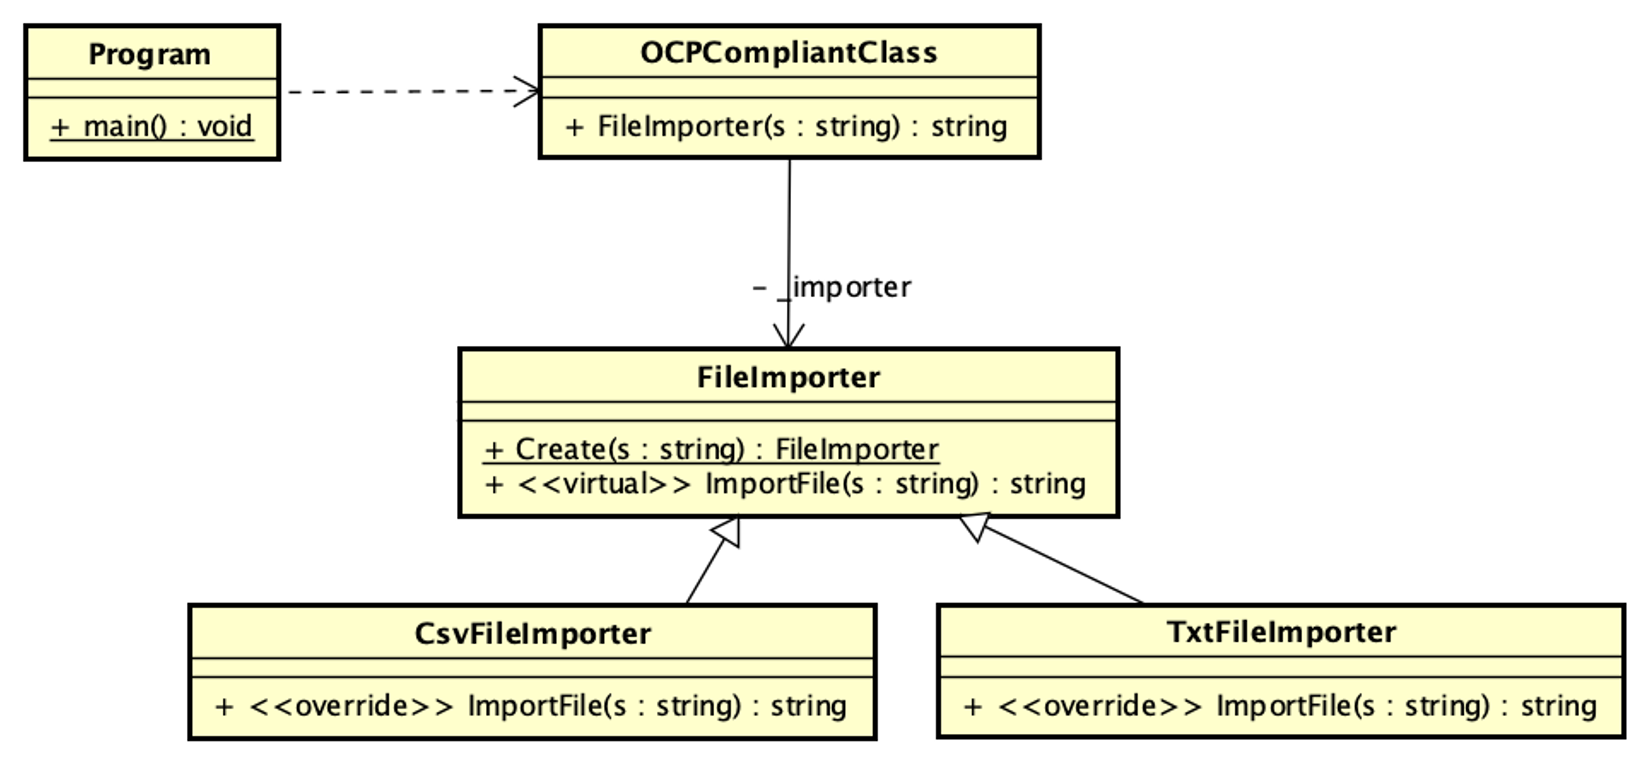 Program
+ main() : void
OCPCompliantClass
+ FileImporter(s : string) : string
- _importer
FileImporter
+ Create(s : string) : FileImporter
+ <<virtual>> ImportFile(s : string) : string
CsvFileImporter
+ <<override>> ImportFile(s : string) : string
TxtFileImporter
+ <<override>> ImportFile(s : string) : string